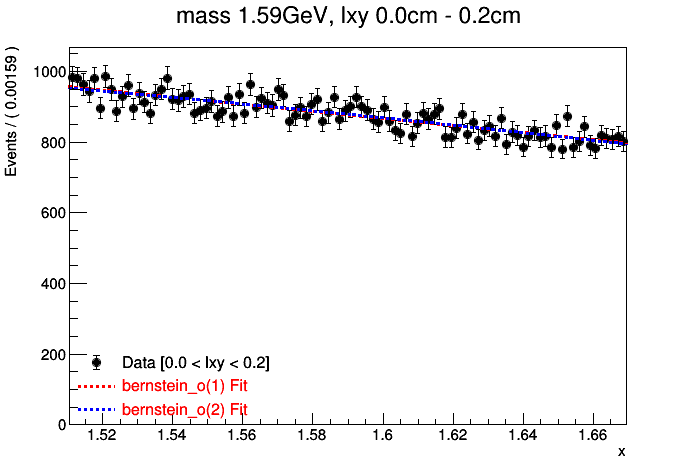 mass 1.59GeV, lxy 0.0cm - 0.2cm
Events / ( 0.00159 )
1000
800
600
400
200
0
Data [0.0 < lxy < 0.2]
bernstein_o(1) Fit
bernstein_o(2) Fit
1.52 1.54 1.56 1.58 1.6 1.62 1.64 1.66
x